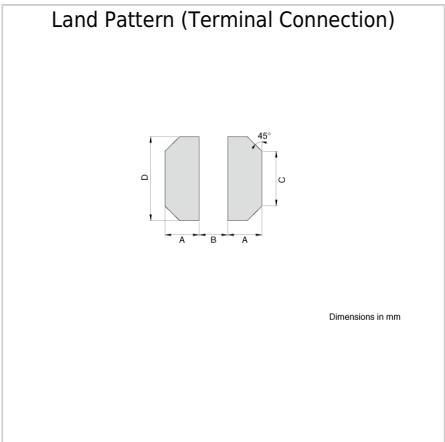 Land Pattern (Terminal Connection)
45°
D
C
A B A
Dimensions in mm